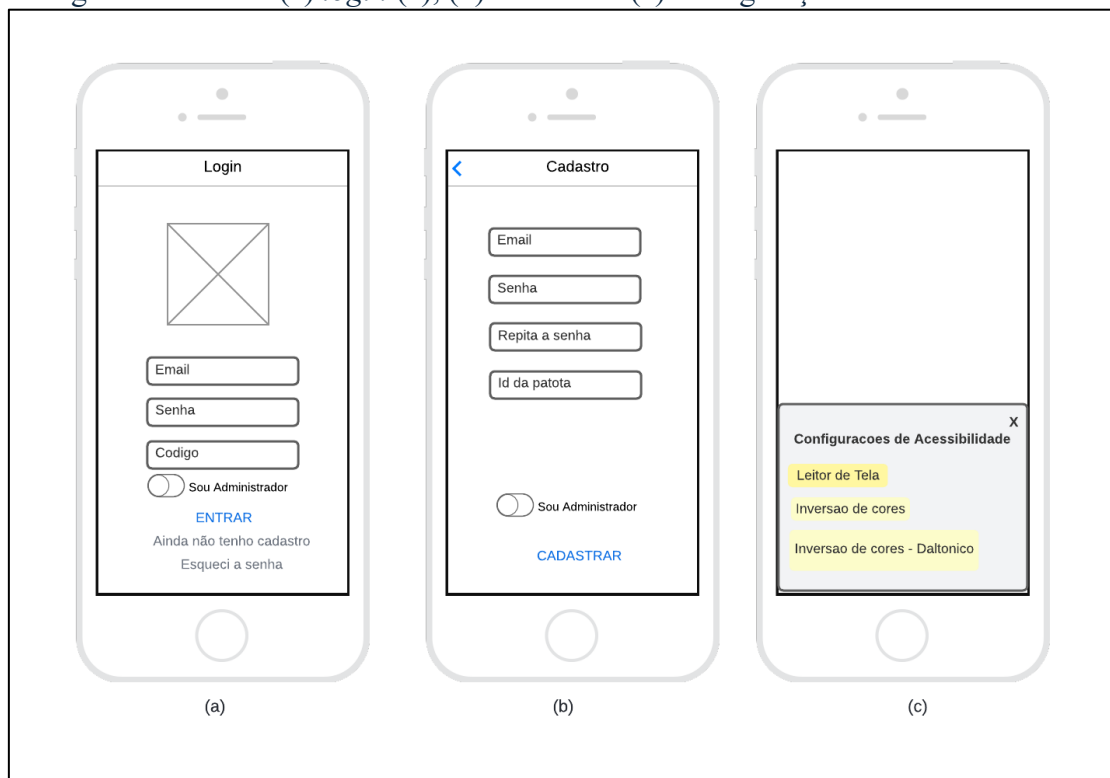 Login
Email
Senha
Codigo
Sou Administrador
ENTRAR
Ainda não tenho cadastro
Esqueci a senha
(a)
Cadastro
Email
Senha
Repita a senha
Id da patota
Sou Administrador
CADASTRAR
(b)
X
Configuracoes de Acessibilidade
Leitor de Tela
Inversao de cores
Inversao de cores - Daltonico
(c)